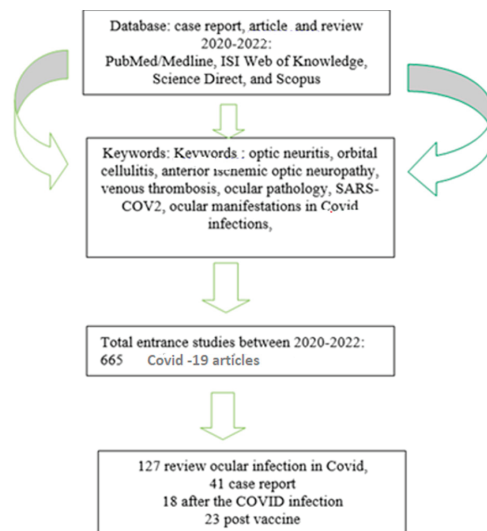 Database: case report, article and review
2020-2022:
PubMed/Medline, ISI Web of Knowledge,
Science Direct, and Scopus
Keywords: Keywords.: optic neuritis, orbital
cellulitis, anterior ischemic optic neuropathy,
venous thrombosis, ocular pathology, SARS-
COV2, ocular manifestations in Covid
infections,
Total entrance studies between 2020-2022:
665 Covid -19 artícles
127 review ocular infection in Covid,
41 case report
18 after the COVID infection
23 post vaccine